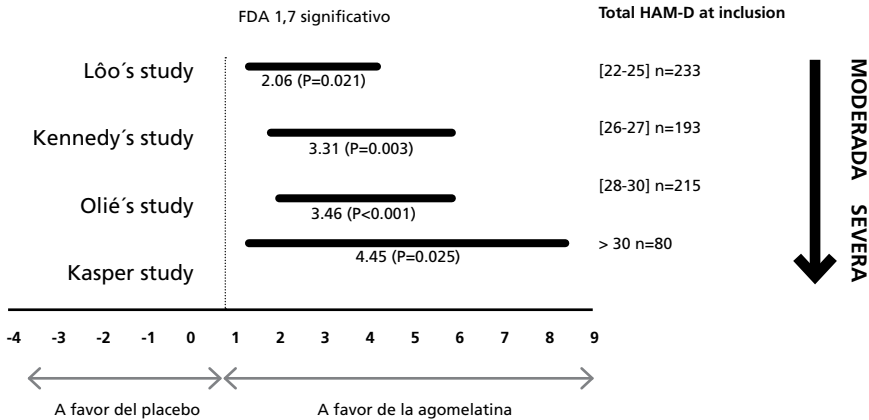 FDA 1,7 significativo
Total HAM-D at inclusion
Lôo´s study
2.06 (P=0.021)
[22-25] n=233
Kennedy´s study
3.31 (P=0.003)
[26-27] n=193
Olié´s study
3.46 (P<0.001)
[28-30] n=215
Kasper study
4.45 (P=0.025)
> 30 n=80
MODERADA SEVERA
-4 -3 -2 -1 0 1 2 3 4 5 6 7 8 9
A favor del placebo
A favor de la agomelatina